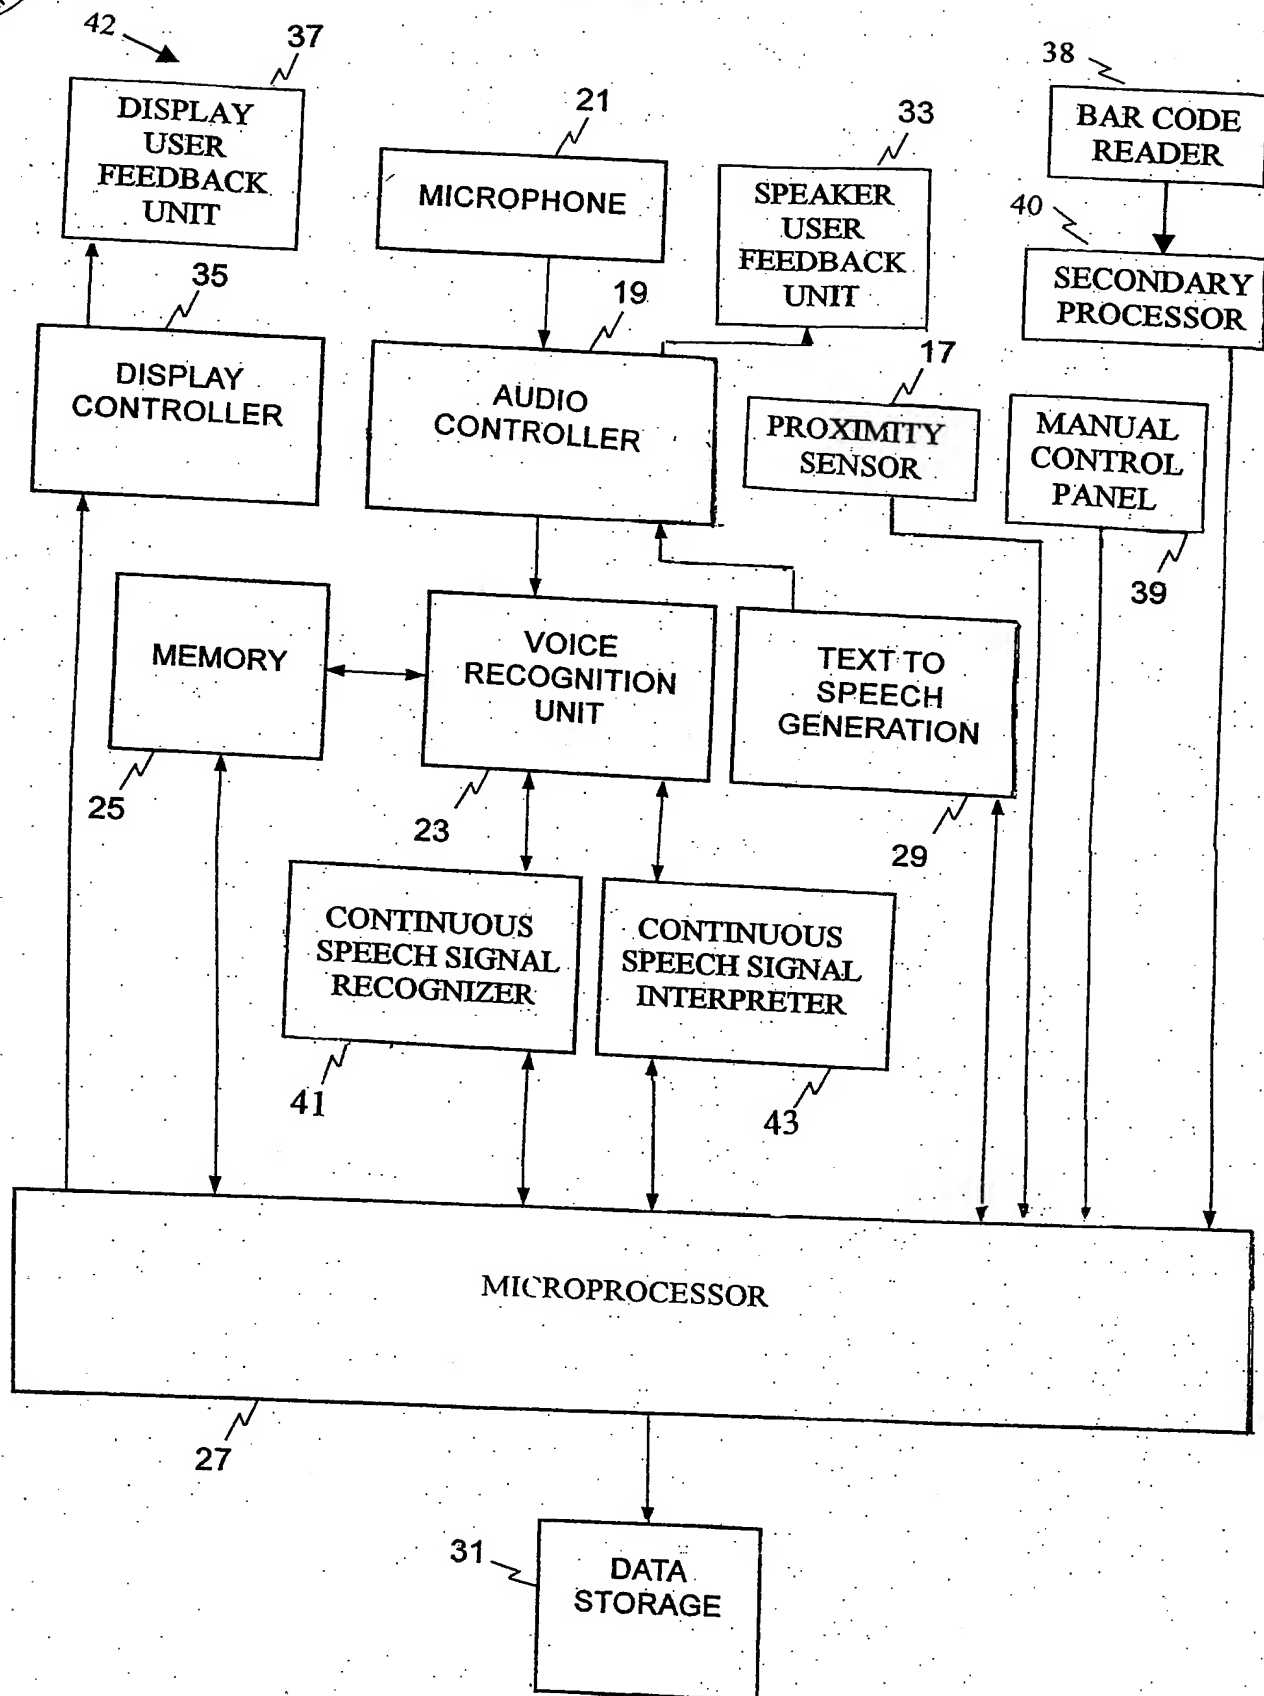 42
37
DISPLAY
USER
FEEDBACK
UNIT
21
MICROPHONE
33
SPEAKER
USER
FEEDBACK
UNIT
38
BAR CODE
READER
40
SECONDARY
PROCESSOR
35
DISPLAY
CONTROLLER
19
AUDIO
CONTROLLER
17
PROXIMITY
SENSOR
MANUAL
CONTROL
PANEL
39
MEMORY
25
VOICE
RECOGNITION
UNIT
23
TEXT TO
SPEECH
GENERATION
29
CONTINUOUS
SPEECH SIGNAL
RECOGNIZER
41
CONTINUOUS
SPEECH SIGNAL
INTERPRETER
43
MICROPROCESSOR
27
31
DATA
STORAGE